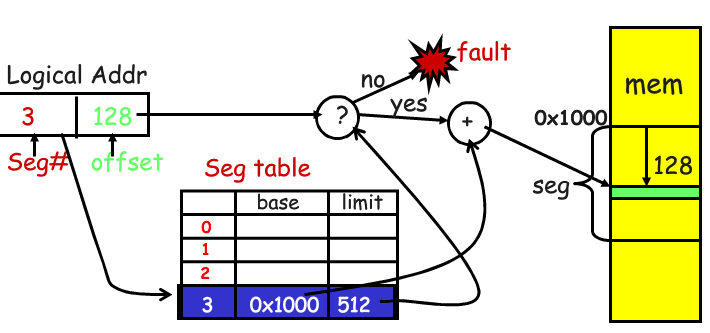 fault
Logical Addr
no
mem
3 128
?
yes
+
0x1000
Seg# offset
128
Seg table
seg
base limit
0
1
2
3 0x1000 512